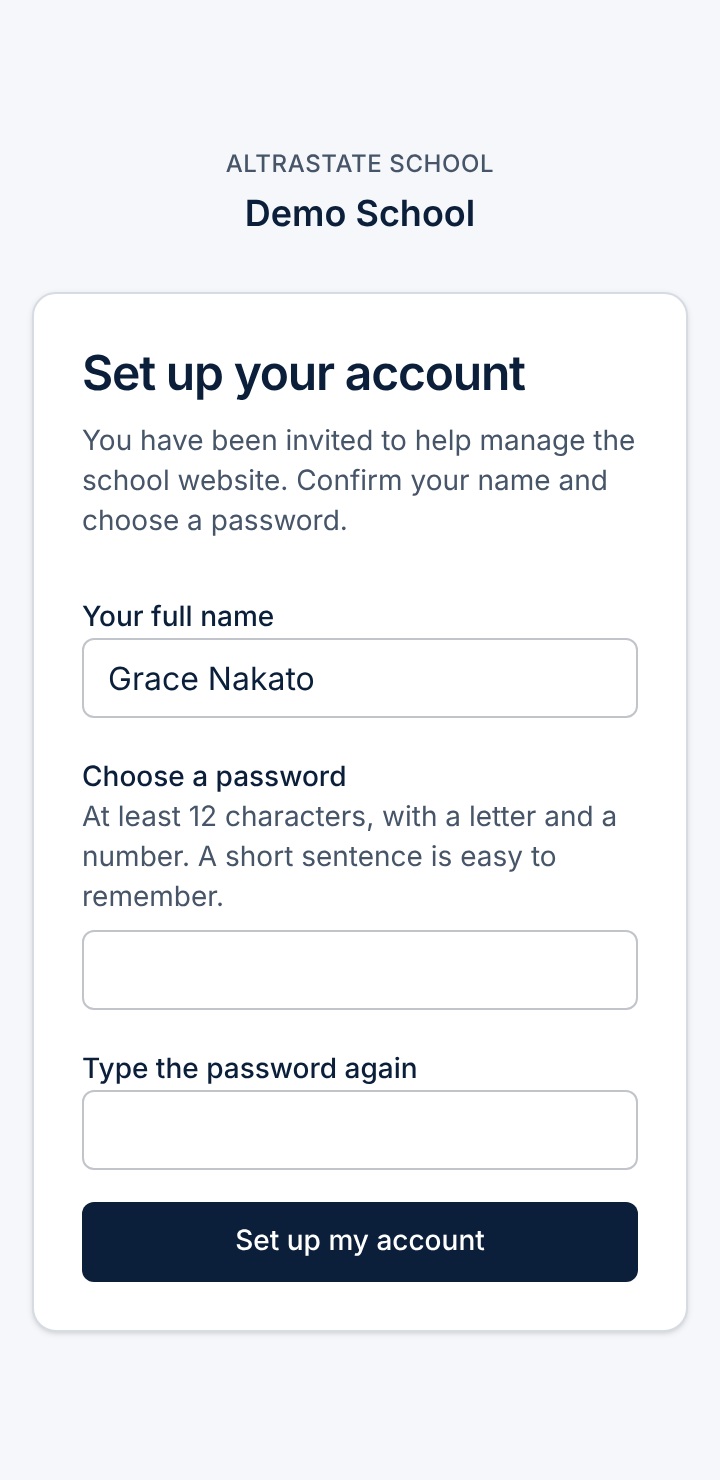 ALTRASTATE SCHOOL
Demo School
Set up your account
You have been invited to help manage the
school website. Confirm your name and
choose a password.
Your full name
Grace Nakato
Choose a password
At least 12 characters, with a letter and a
number. A short sentence is easy to
remember.
Type the password again
Set up my account